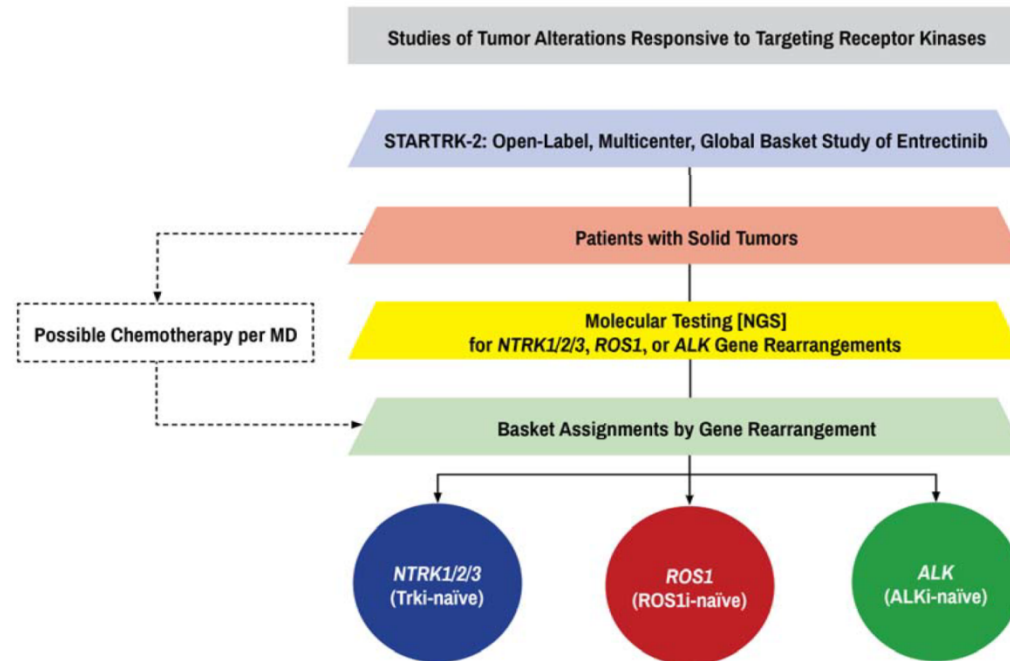 Studies of Tumor Alterations Responsive to Targeting Receptor Kinases
STARTRK-2: Open-Label, Multicenter, Global Basket Study of Entrectinib
Patients with Solid Tumors
Possible Chemotherapy per MD
Molecular Testing [NGS]
for NTRK1/2/3, ROS1, or ALK Gene Rearrangements
Basket Assignments by Gene Rearrangement
NTRK1/2/3
(Trki-naïve)
ROS1
(ROS1i-naïve)
ALK
(ALKi-naïve)